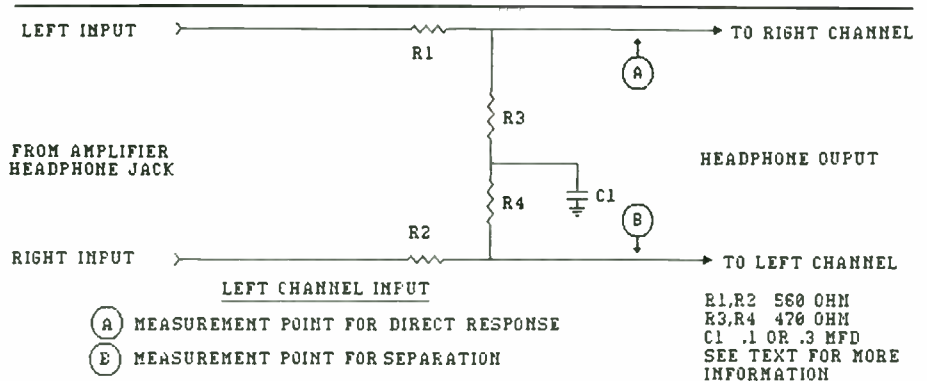 LEFT INPUT
R1
TO RIGHT CHANNEL
A
R3
FROM AMPLIFIER
HEADPHONE JACK
HEADPHONE OUPUT
C1
R4
B
R2
RIGHT INPUT
TO LEFT CHANNEL
LEFT CHANNEL INPUT
A MEASUREMENT POINT FOR DIRECT RESPONSE
B MEASUREMENT POINT FOR SEPARATION
R1,R2 560 OHM
R3,R4 470 OHM
C1 .1 OR .3 MFD
SEE TEXT FOR MORE
INFORMATION